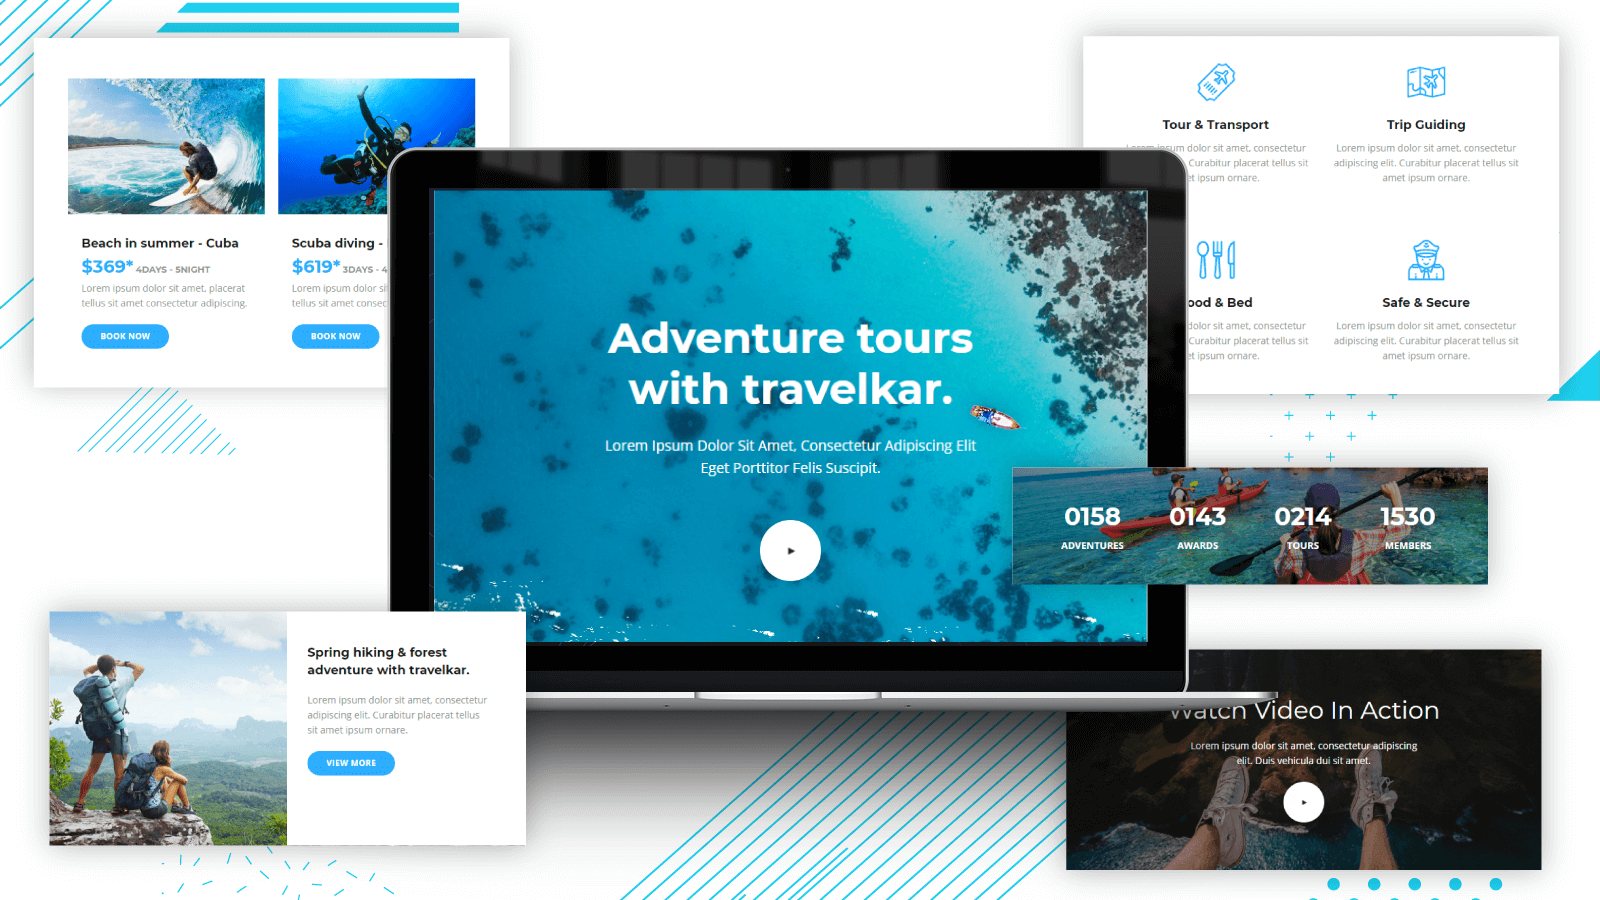 Beach in summer - Cuba
$369* 4DAYS - 5NIGHT
Lorem ipsum dolor sit amet, placerat
tellus sit amet consectetur adipiscing.
BOOK NOW
Scuba diving -
$619* 3DAYS - 4
Lorem ipsum dolor
tellus sit amet
BOOK NOW
Tour & Transport
Lorem ipsum dolor sit amet, consectetur
Curabitur placerat tellus sit
et ipsum ornare.
Trip Guiding
Lorem ipsum dolor sit amet, consectetur
adipiscing elit. Curabitur placerat tellus sit
amet ipsum ornare.
& Bed
dolor sit amet, consectetur
Curabitur placerat tellus sit
et ipsum ornare.
Safe & Secure
Lorem ipsum dolor sit amet, consectetur
adipiscing elit. Curabitur placerat tellus sit
amet ipsum ornare.
Adventure tours
with travelkar.
Lorem Ipsum Dolor Sit Amet, Consectetur Adipiscing Elit
Eget Porttitor Felis Suscipit.
0158
ADVENTURES
0143
AWARDS
0214
TOURS
1530
MEMBERS
Spring hiking & forest
adventure with travelkar.
Lorem ipsum dolor sit amet, consectetur
adipiscing elit. Curabitur placerat tellus
sit amet ipsum ornare.
VIEW MORE
Watch Video In Action
Lorem ipsum dolor sit amet, consectetur adipiscing
elit. Duis vehicula dui sit amet.